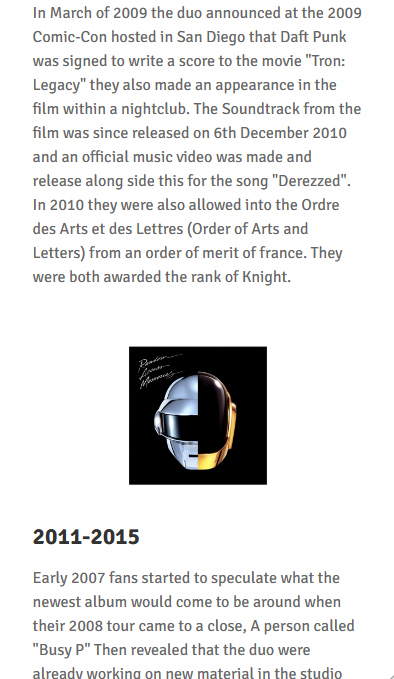 In March of 2009 the duo announced at the 2009
Comic-Con hosted in San Diego that Daft Punk
was signed to write a score to the movie "Tron:
Legacy" they also made an appearance in the
film within a nightclub. The Soundtrack from the
film was since released on 6th December 2010
and an official music video was made and
release along side this for the song "Derezzed".
In 2010 they were also allowed into the Ordre
des Arts et des Lettres (Order of Arts and
Letters) from an order of merit of france. They
were both awarded the rank of Knight.
Random
Access
Memories
2011-2015
Early 2007 fans started to speculate what the
newest album would come to be around when
their 2008 tour came to a close, A person called
"Busy P" Then revealed that the duo were
already working on new material in the studio